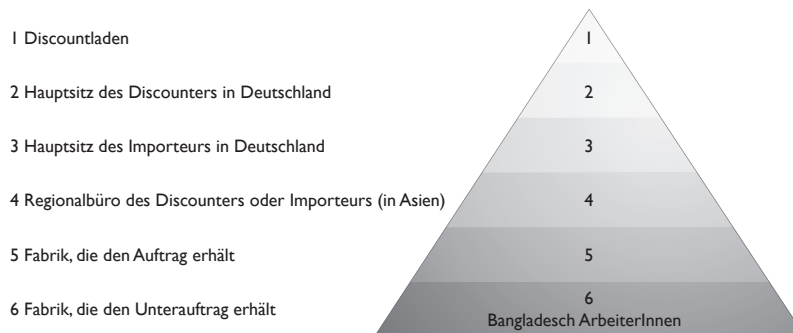 1 Discountladen
1
2 Hauptsitz des Discounters in Deutschland
2
3 Hauptsitz des Importeurs in Deutschland
3
4 Regionalbüro des Discounters oder Importeurs (in Asien)
4
5 Fabrik, die den Auftrag erhält
5
6 Fabrik, die den Unterauftrag erhält
6
Bangladesch ArbeiterInnen